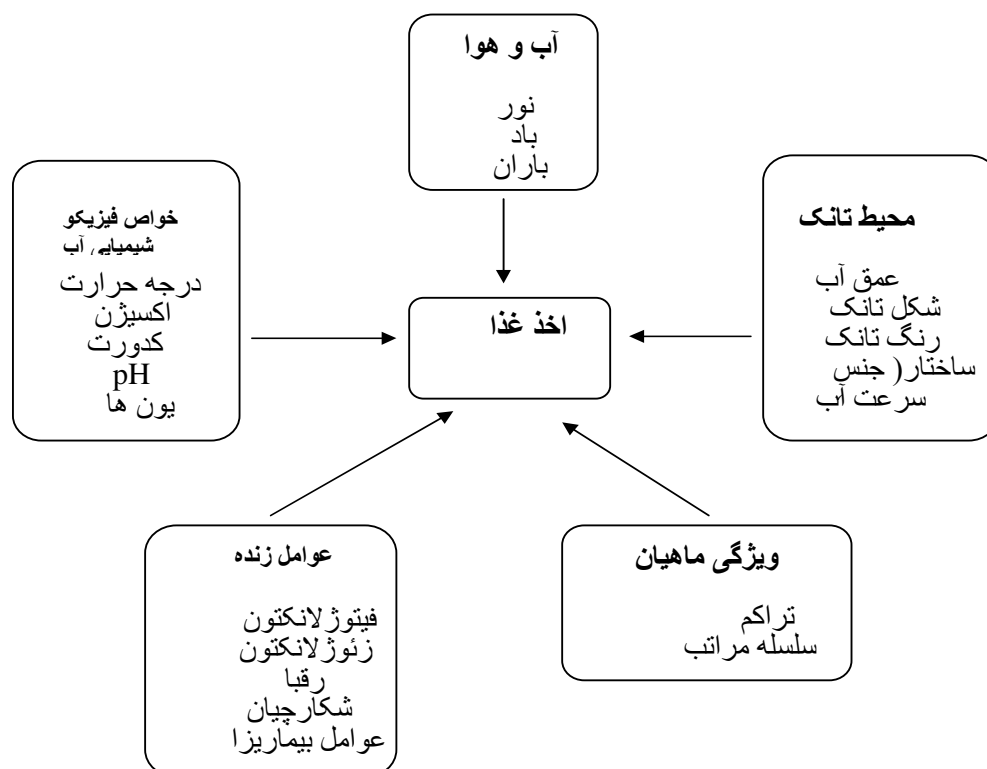 آب و هوا
نور
باد
باران
محیط تانک
عمق آب
شکل تانک
رنگ تانک
ساختار( جنس
سرعت آب
خواص فیزیکو
شیمیایی آب
درجه حرارت
اکسیژن
کدورت
pH
یون ها
اخذ غذا
ویژگی ماهیان
تراکم
سلسله مراتب
عوامل زنده
فیتوژلانکتون
زئوژلانکتون
رقبا
شکارچیان
عوامل بیماریزا